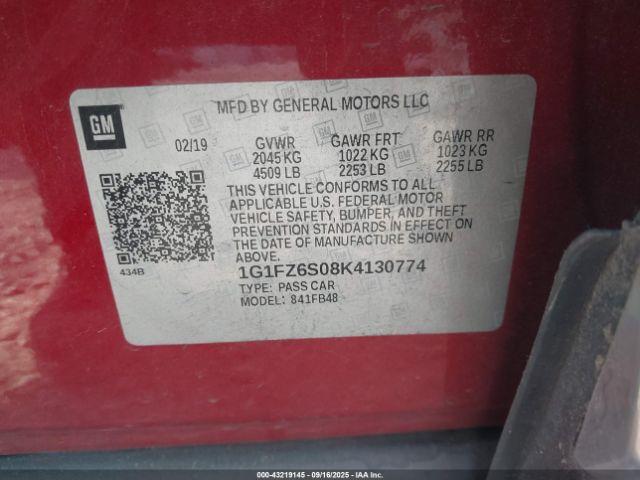 MFD BY GENERAL MOTORS LLC
GM
02/19
GVWR GAWR FRT GAWR RR
2045 KG 1022 KG 1023 KG
4509 LB 2253 LB 2255 LB
THIS VEHICLE CONFORMS TO ALL
APPLICABLE U.S. FEDERAL MOTOR
VEHICLE SAFETY, BUMPER, AND THEFT
PREVENTION STANDARDS IN EFFECT ON
THE DATE OF MANUFACTURE SHOWN
ABOVE.
434B
1G1FZ6S08K4130774
TYPE: PASS CAR
MODEL: 841FB48
000-43219145 - 09/16/2025 - IAAI.COM